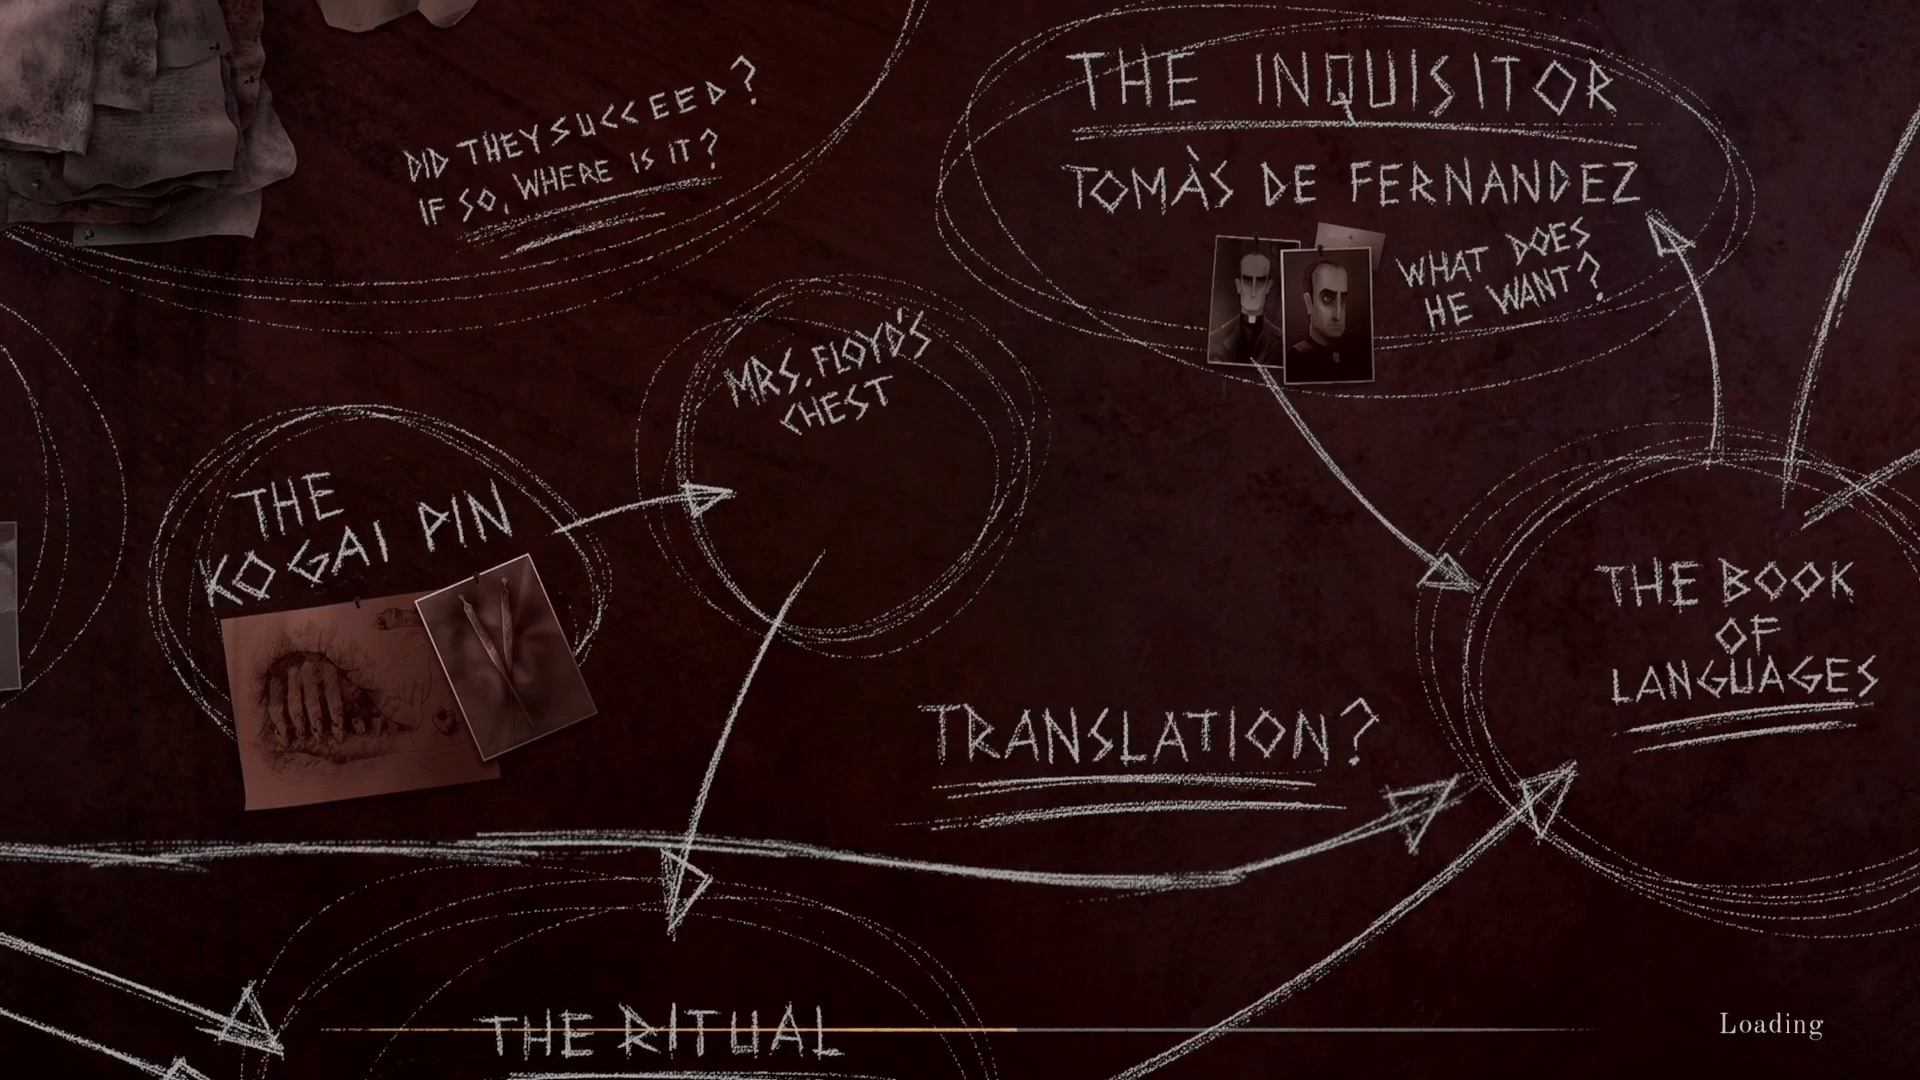 DID THEY SUCCEED?
IF SO, WHERE IS IT?
THE INQUISITOR
TOMÀS DE FERNANDEZ
WHAT DOES
HE WANT?
MRS. FLOYD'S
CHEST
THE
KOGAI PIN
THE BOOK
OF
LANGUAGES
TRANSLATION?
THE RITUAL
Loading